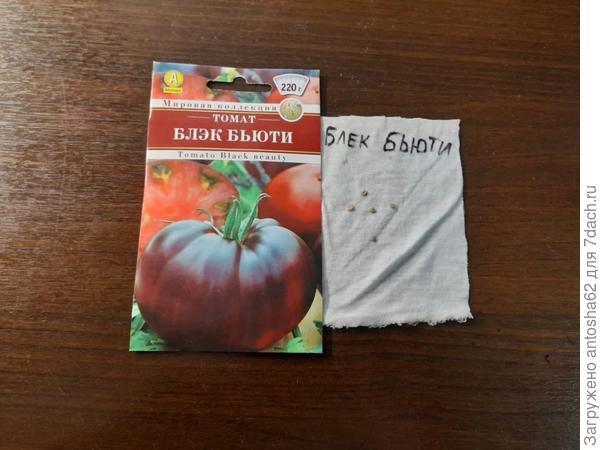 А
220 г
Мировая коллекция
ТОМАТ
БЛЭК БЬЮТИ
Tomato Black beauty
БЛЕК БЬЮТИ
Загружено antosha62 для 7dach.ru